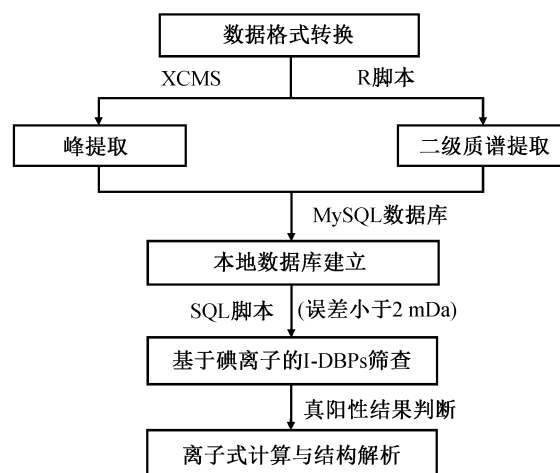 数据格式转换
XCMS
R脚本
峰提取
二级质谱提取
MySQL数据库
本地数据库建立
SQL脚本 (误差小于2 mDa)
基于碘离子的I-DBPs筛查
真阳性结果判断
离子式计算与结构解析